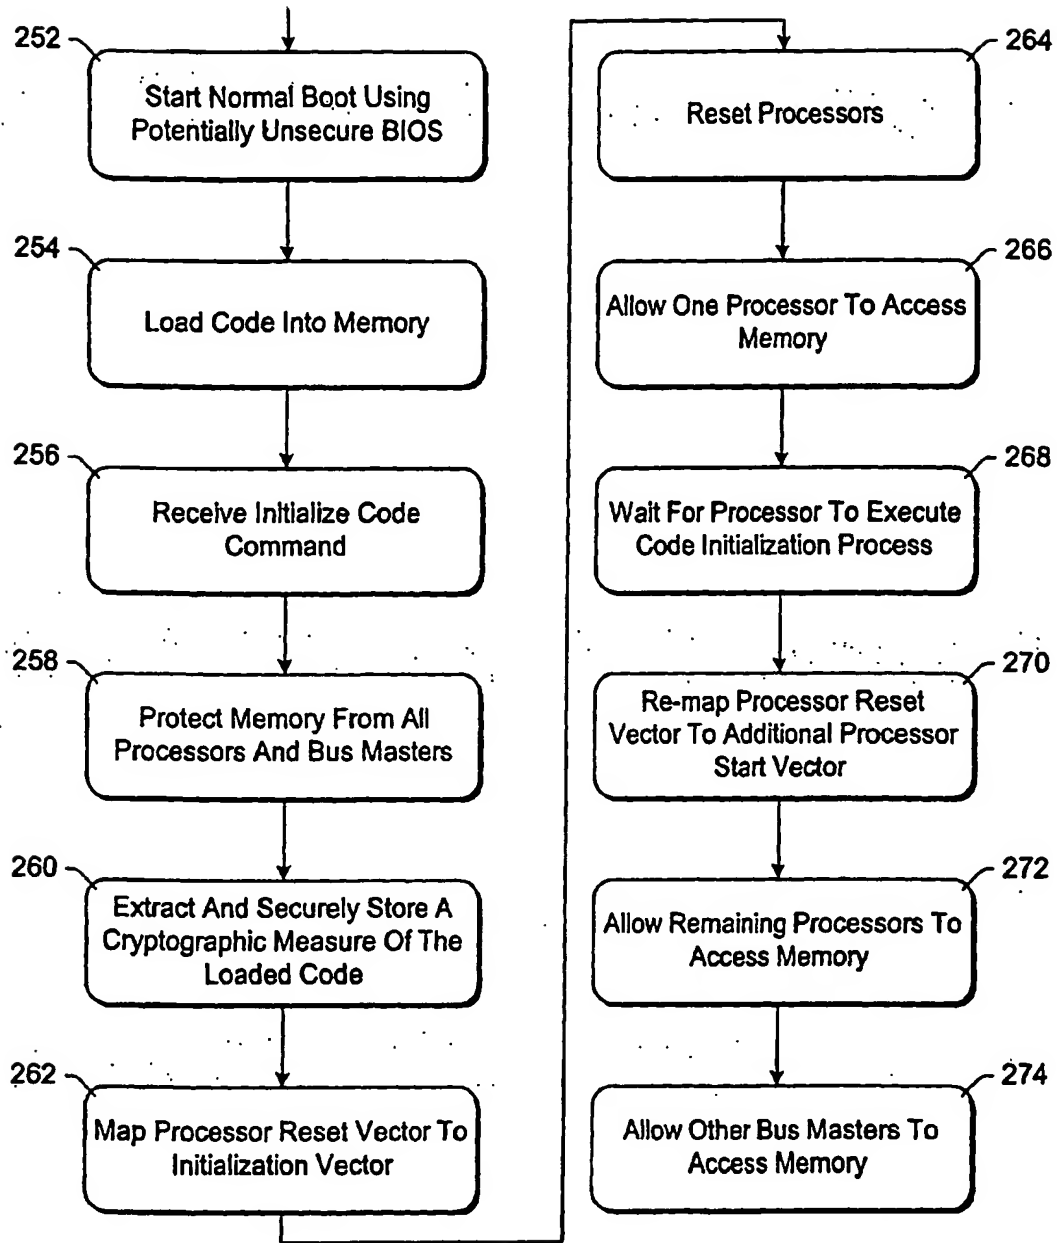 252
Start Normal Boot Using
Potentially Unsecure BIOS
254
Load Code Into Memory
256
Receive Initialize Code
Command
258
Protect Memory From All
Processors And Bus Masters
260
Extract And Securely Store A
Cryptographic Measure Of The
Loaded Code
262
Map Processor Reset Vector To
Initialization Vector
264
Reset Processors
266
Allow One Processor To Access
Memory
268
Wait For Processor To Execute
Code Initialization Process
270
Re-map Processor Reset
Vector To Additional Processor
Start Vector
272
Allow Remaining Processors To
Access Memory
274
Allow Other Bus Masters To
Access Memory